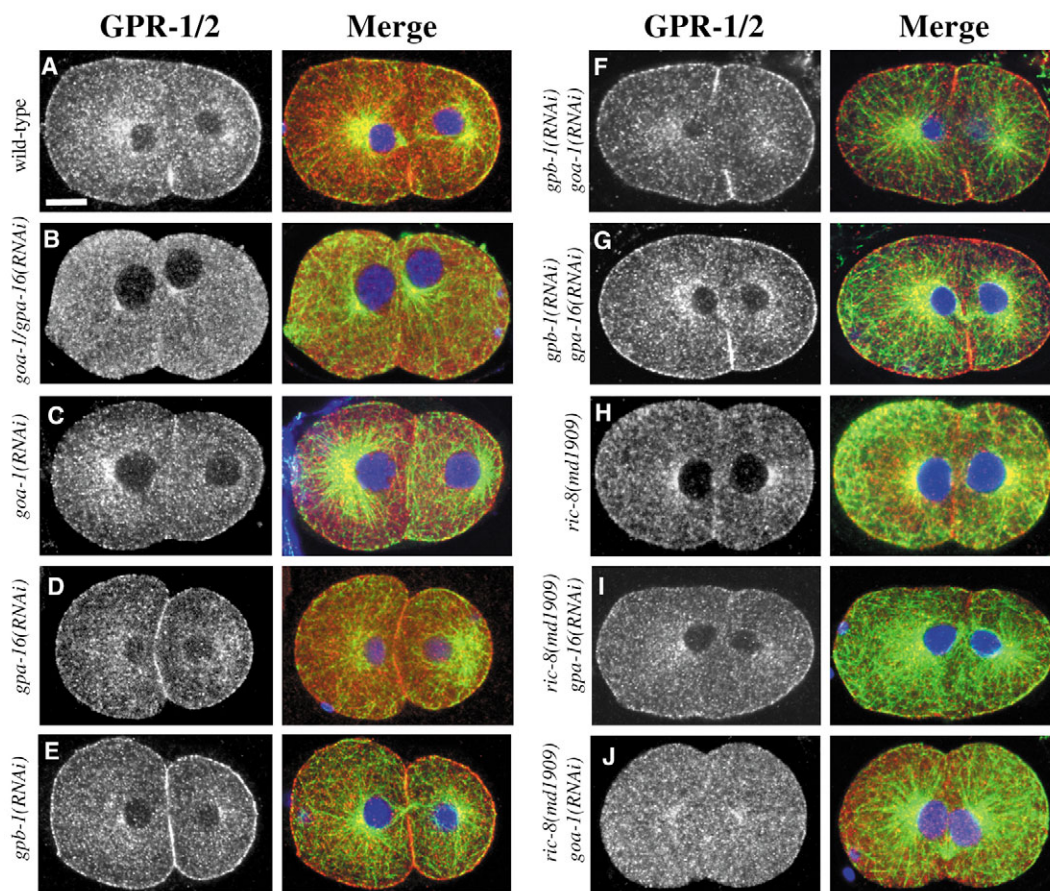 GPR-1/2 Merge GPR-1/2 Merge
wild-type A
goa-1/gpa-16(RNAi) B
goa-1(RNAi) C
gpa-16(RNAi) D
gpb-1(RNAi) E
gpb-1(RNAi)
goa-1(RNAi) F
gpb-1(RNAi)
gpa-16(RNAi) G
ric-8(md1909) H
ric-8(md1909)
gpa-16(RNAi) I
ric-8(md1909)
goa-1(RNAi) J